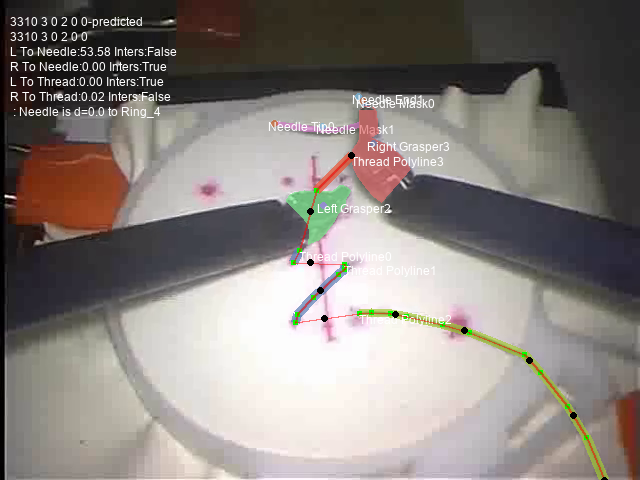 3310 3 0 2 0 0-predicted
3310 3 0 2 0 0
L To Needle:53.58 Inters:False
R To Needle:0.00 Inters:True
L To Thread:0.00 Inters:True
R To Thread:0.02 Inters:False
: Needle is d=0.0 to Ring_4
Needle End1
Needle Mask0
Needle Tip0
Needle Mask1
Right Grasper3
Thread Polyline3
Left Grasper2
Thread Polyline0
Thread Polyline1
Thread Polyline2